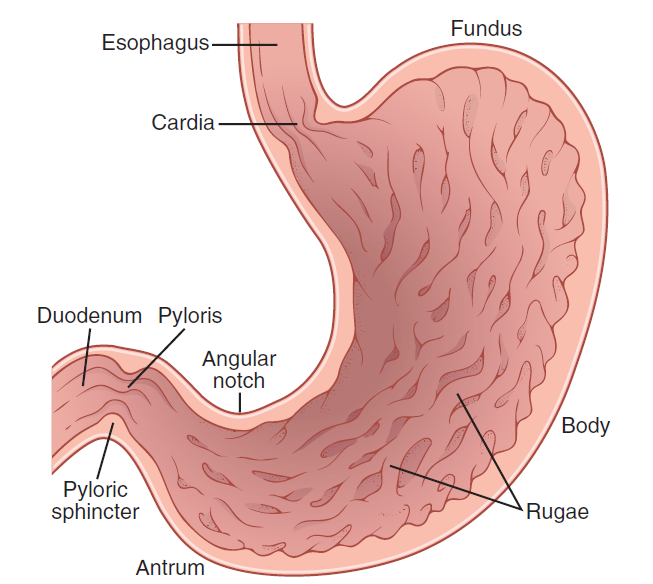 Fundus
Esophagus
Cardia
Duodenum
Pyloris
Angular
notch
Body
Pyloric
sphincter
Rugae
Antrum